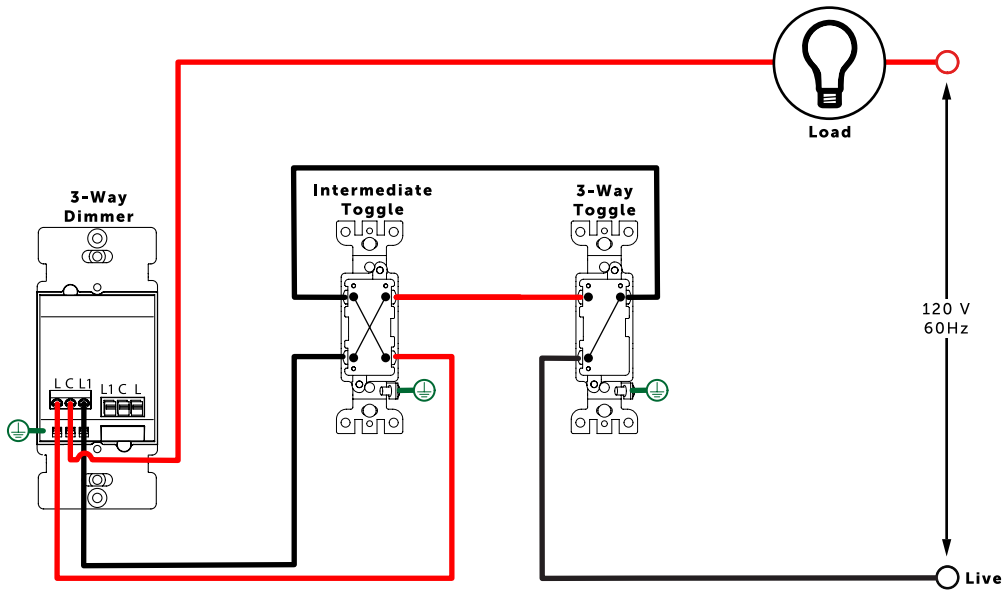 Load
3-Way
Dimmer
Intermediate
Toggle
3-Way
Toggle
120 V
60Hz
L C L1
L1 C L
Live